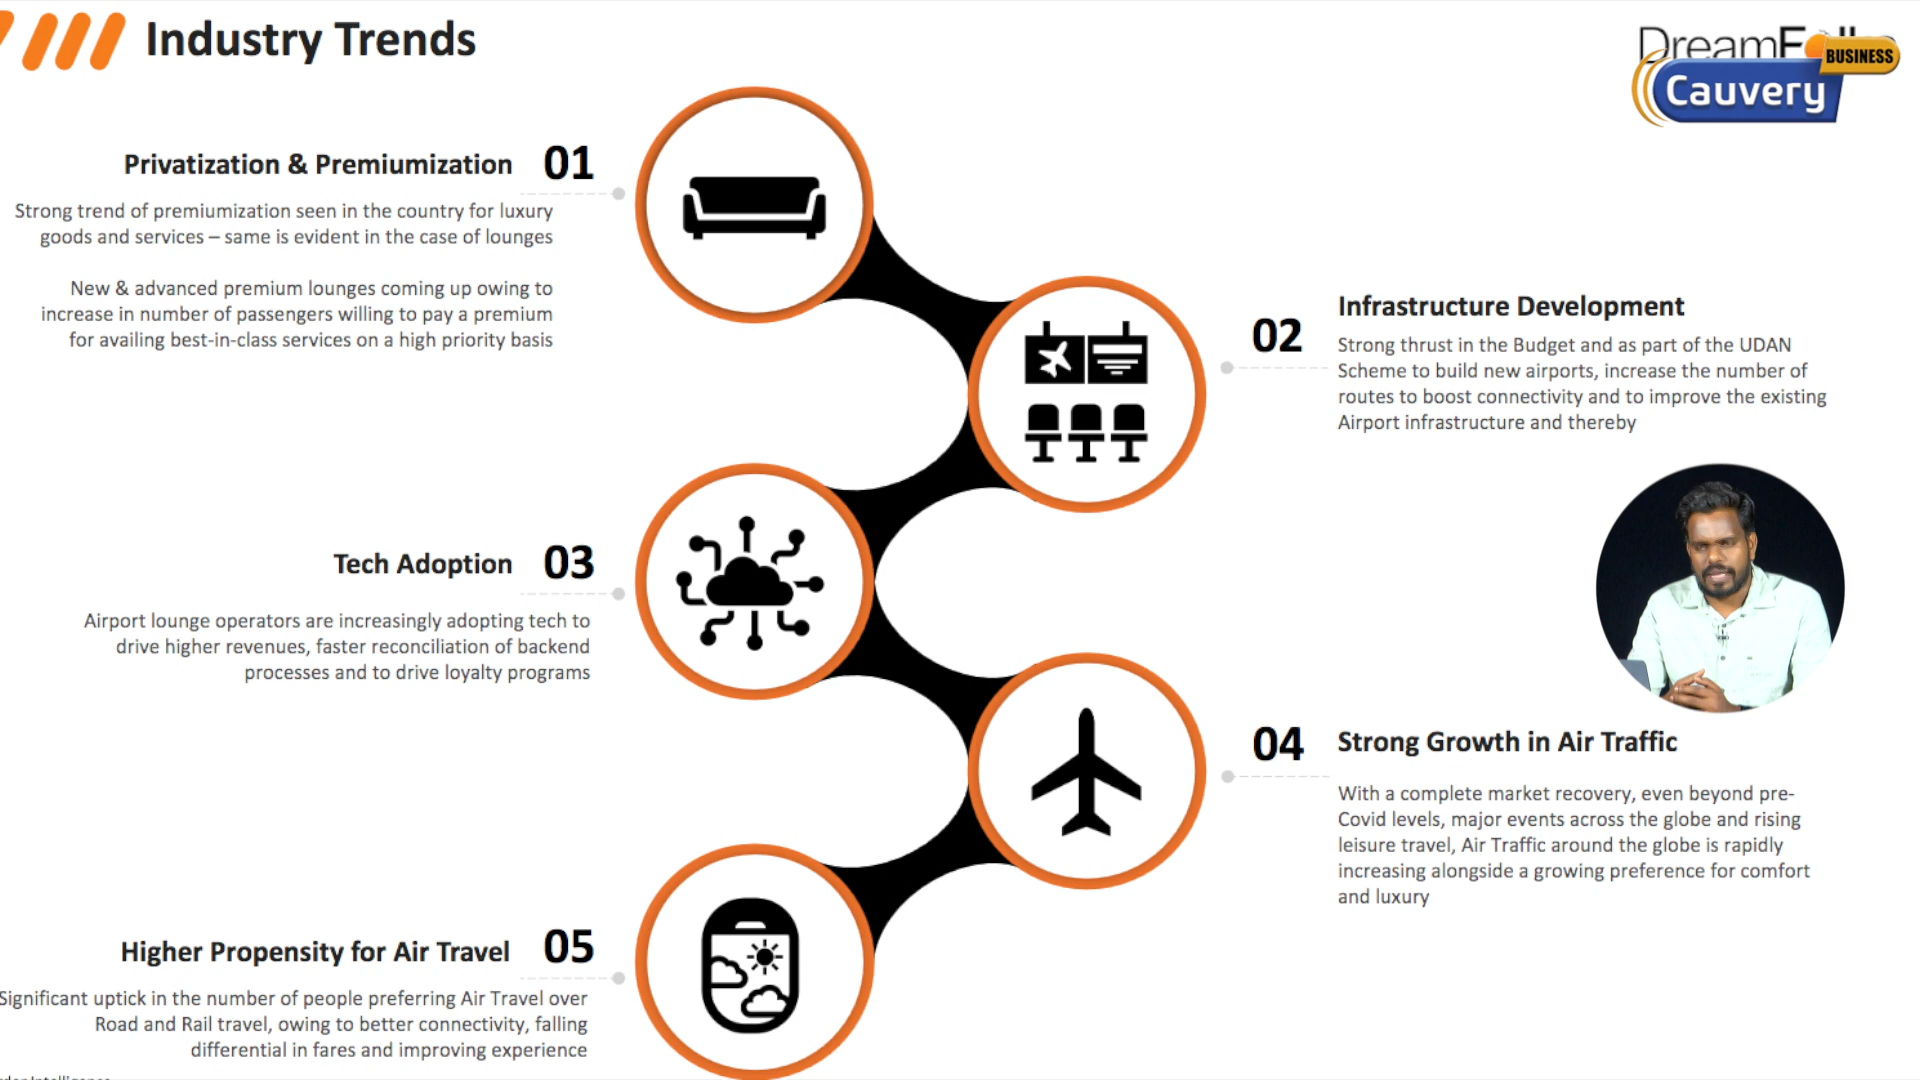 Industry Trends
DreamF
BUSINESS
Cauvery
Privatization & Premiumization 01
Strong trend of premiumization seen in the country for luxury
goods and services – same is evident in the case of lounges
New & advanced premium lounges coming up owing to
increase in number of passengers willing to pay a premium
for availing best-in-class services on a high priority basis
02 Infrastructure Development
Strong thrust in the Budget and as part of the UDAN
Scheme to build new airports, increase the number of
routes to boost connectivity and to improve the existing
Airport infrastructure and thereby
Tech Adoption 03
Airport lounge operators are increasingly adopting tech to
drive higher revenues, faster reconciliation of backend
processes and to drive loyalty programs
04 Strong Growth in Air Traffic
With a complete market recovery, even beyond pre-
Covid levels, major events across the globe and rising
leisure travel, Air Traffic around the globe is rapidly
increasing alongside a growing preference for comfort
and luxury
Higher Propensity for Air Travel 05
Significant uptick in the number of people preferring Air Travel over
Road and Rail travel, owing to better connectivity, falling
differential in fares and improving experience